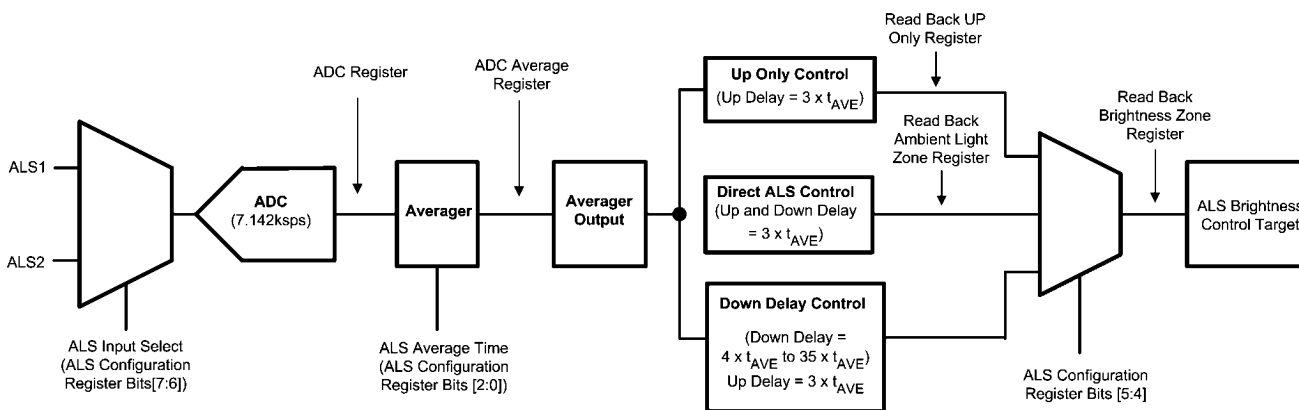 Read Back UP
Only Register
ADC Register
ADC Average
Register
Up Only Control
(Up Delay = 3 x tAVE)
Read Back
Ambient Light
Zone Register
Read Back
Brightness Zone
Register
ALS1
ADC
(7.142ksps)
Averager
Averager
Output
Direct ALS Control
(Up and Down Delay
= 3 x tAVE)
ALS Brightness
Control Target
ALS2
Down Delay Control
(Down Delay =
4 x tAVE to 35 x tAVE)
Up Delay = 3 x tAVE
ALS Input Select
(ALS Configuration
Register Bits[7:6])
ALS Average Time
(ALS Configuration
Register Bits [2:0])
ALS Configuration
Register Bits [5:4]